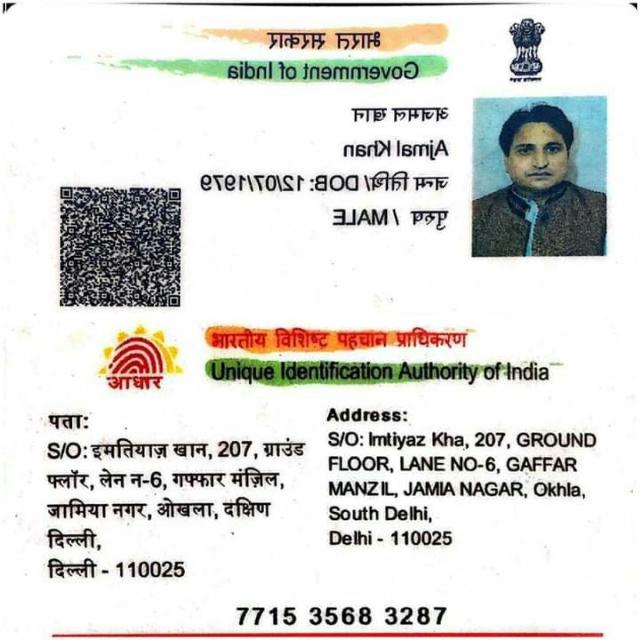 भारत सरकार
Government of India
अजमल खान
Ajmal Khan
जन्म तिथि/ DOB: 12/07/1979
पुरुष / MALE
भारतीय विशिष्ट पहचान प्राधिकरण
Unique Identification Authority of India
आधार
पता:
S/O: इमतियाज़ खान, 207, ग्राउंड
फ्लॉर, लेन न-6, गफ्फार मंज़िल,
जामिया नगर, ओखला, दक्षिण
दिल्ली,
दिल्ली - 110025
Address:
S/O: Imtiyaz Kha, 207, GROUND
FLOOR, LANE NO-6, GAFFAR
MANZIL, JAMIA NAGAR, Okhla,
South Delhi,
Delhi - 110025
7715 3568 3287